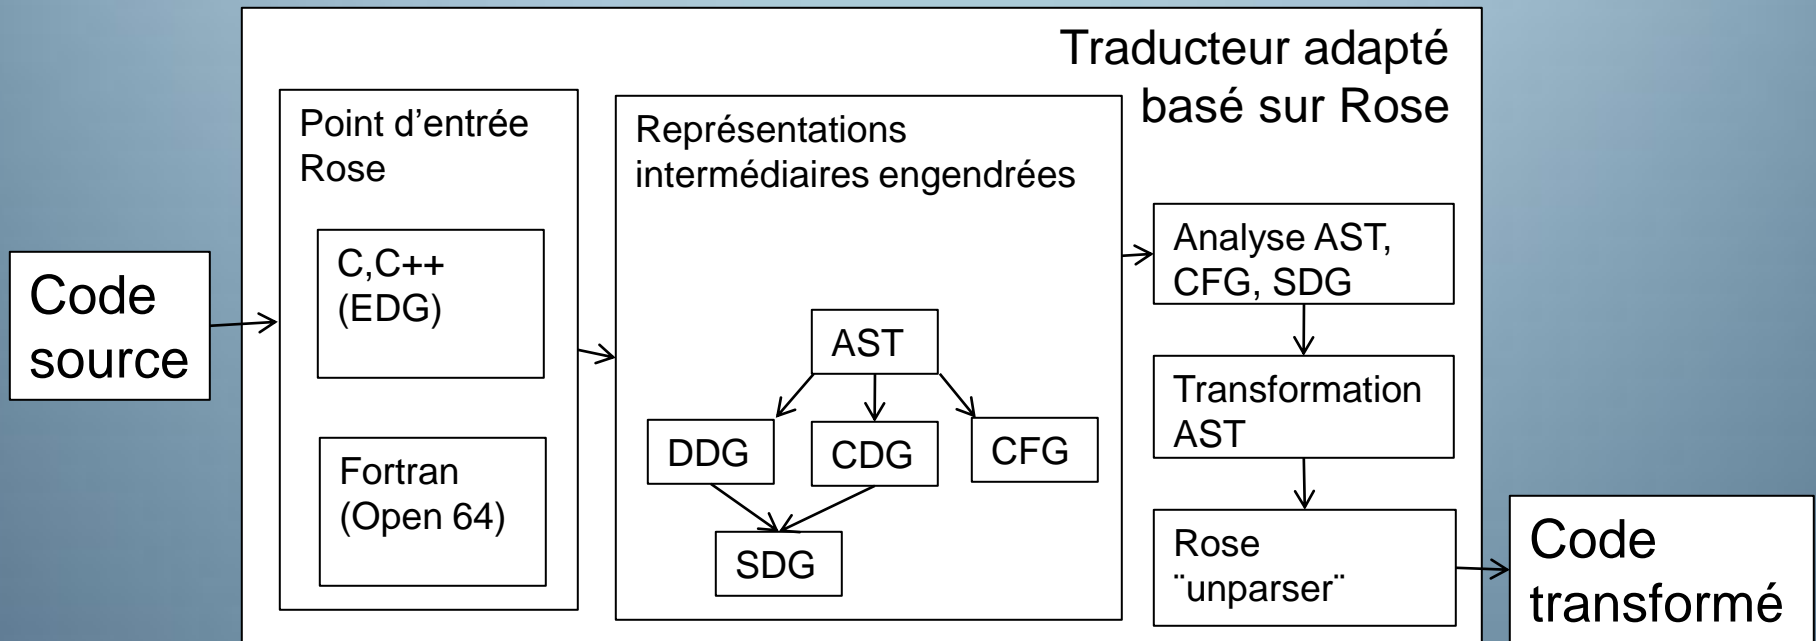 Traducteur adapté
basé sur Rose
Code
source
Point d’entrée
Rose
C,C++
(EDG)
Fortran
(Open 64)
Représentations
intermédiaires engendrées
AST
DDG
CDG
CFG
SDG
Analyse AST,
CFG, SDG
Transformation
AST
Rose
¨unparser¨
Code
transformé